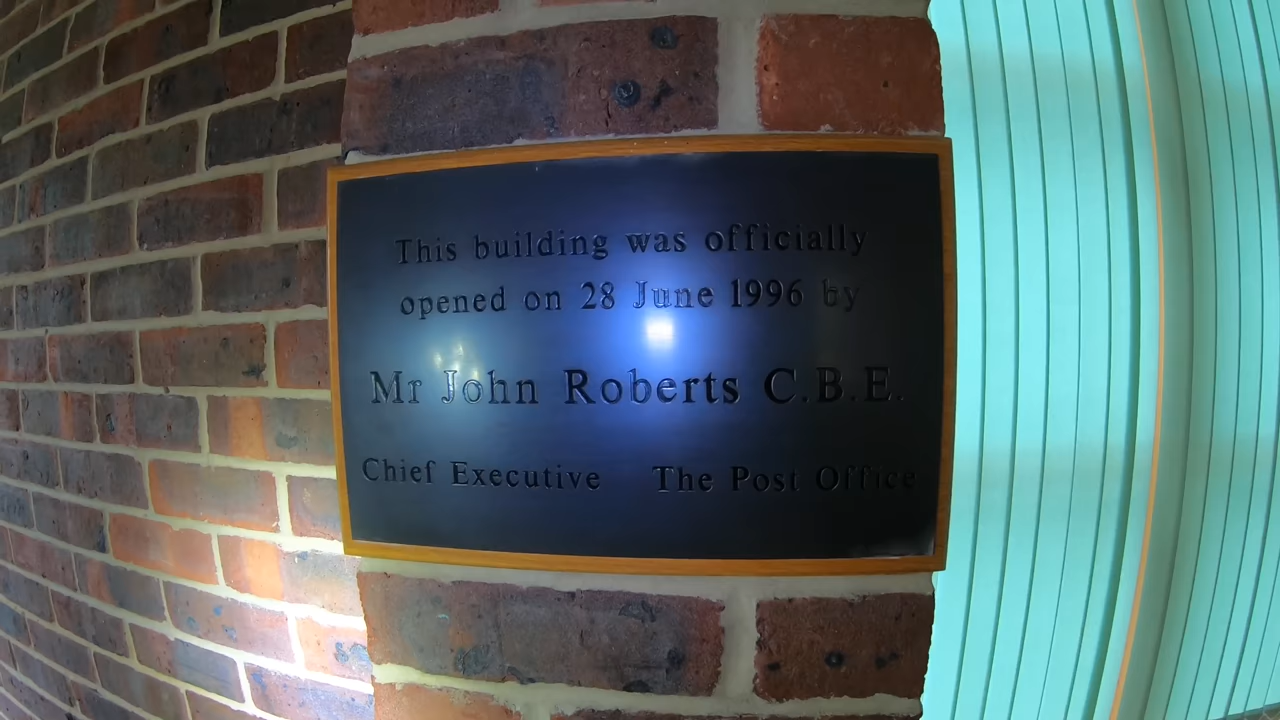 This building was officially
opened on 28 June 1996 by
Mr John Roberts C.B.E.
Chief Executive The Post Office